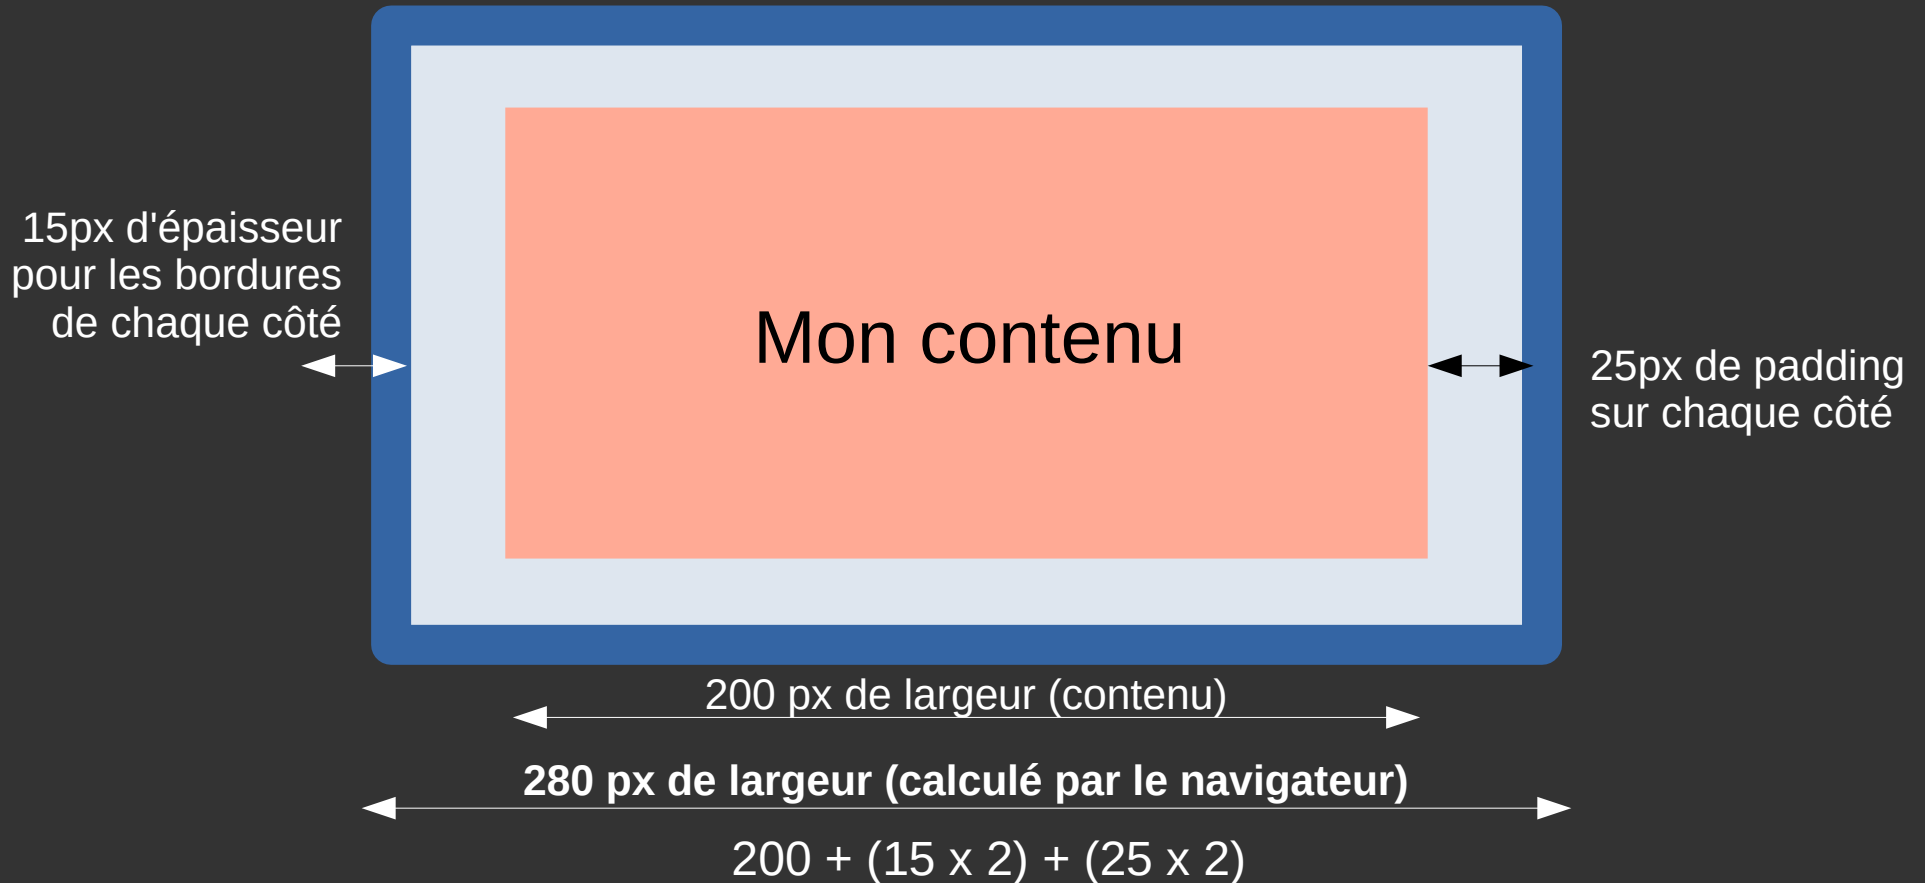 15px d'épaisseur
pour les bordures
de chaque côté
Mon contenu
25px de padding
sur chaque côté
200 px de largeur (contenu)
280 px de largeur (calculé par le navigateur)
200 + (15 x 2) + (25 x 2)